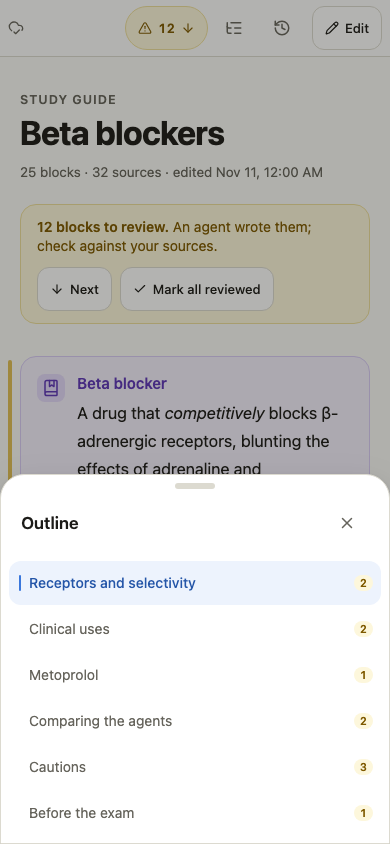 12
Edit
STUDY GUIDE
Beta blockers
25 blocks · 32 sources · edited Nov 11, 12:00 AM
12 blocks to review. An agent wrote them;
check against your sources.
Next
Mark all reviewed
Beta blocker
A drug that competitively blocks β-
adrenergic receptors, blunting the
effects of adrenaline and
Outline
Receptors and selectivity 2
Clinical uses 2
Metoprolol 1
Comparing the agents 2
Cautions 3
Before the exam 1